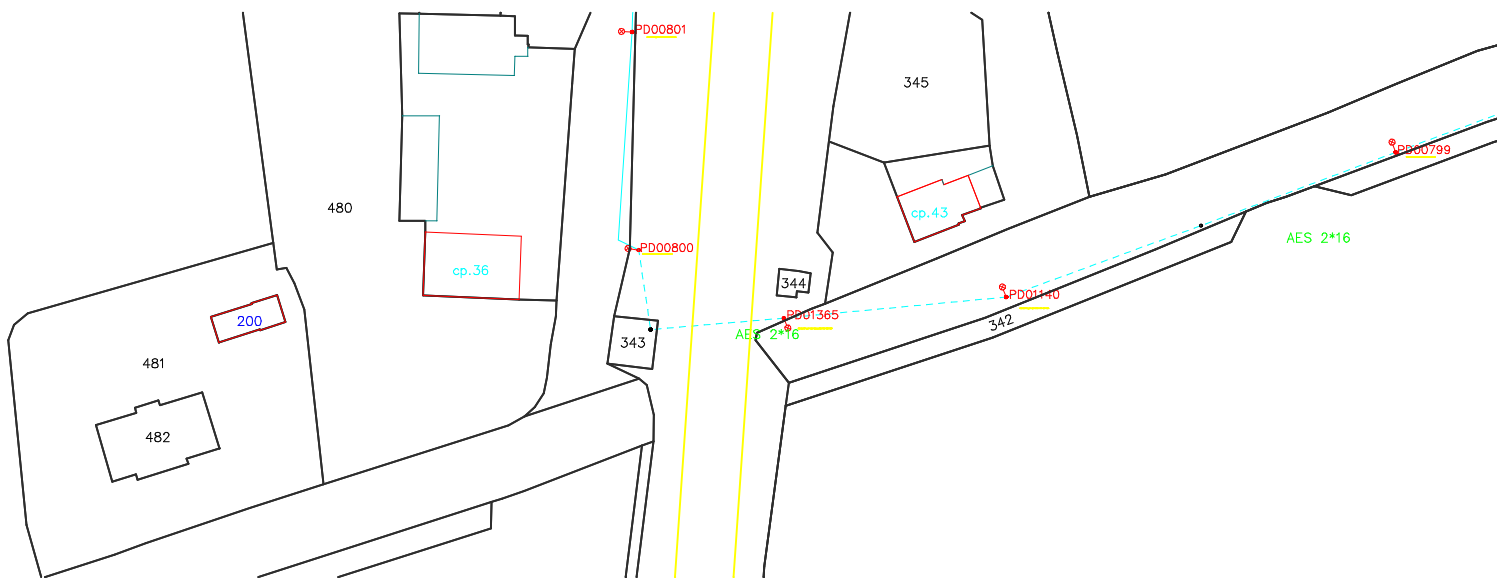 PD00801
345
PD00799
480
cp.43
PD00800
AES 2*16
cp.36
344
PD01140
200
PD01365
342
AES 2*16
343
481
482